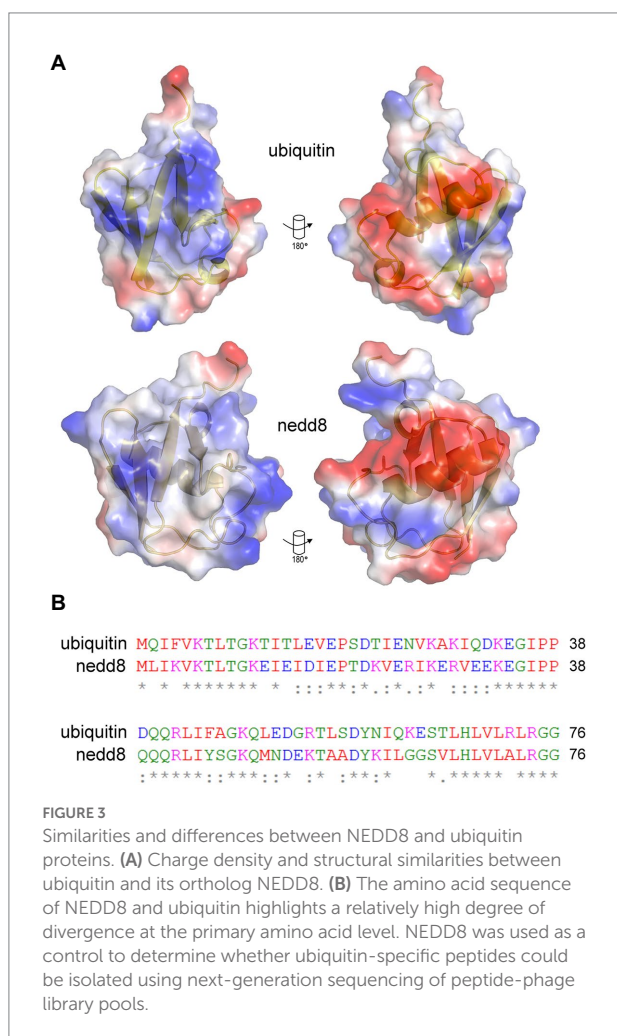 A
ubiquitin
180°
nedd8
180°
B
ubiquitin MQIFVKTLTGKTITLEVEPSDTIENVKAKIQDKEGIPP 38
nedd8 MLIKVKTLTGKEIEIDIEPTDKVERIKERVEEKEGIPP 38
* * ******* * :::**:*.:*.:* ::::******
ubiquitin DQQRLIFAGKQLEDGRTLSDYNIQKESTLHLVLRLRGG 76
nedd8 QQQRLIYSGKQMNDEKTAADYKILGGSVLHLVLALRGG 76
:*****::***::* :* :**:* *.***** ****
FIGURE 3
Similarities and differences between NEDD8 and ubiquitin
proteins. (A) Charge density and structural similarities between
ubiquitin and its ortholog NEDD8. (B) The amino acid sequence
of NEDD8 and ubiquitin highlights a relatively high degree of
divergence at the primary amino acid level. NEDD8 was used as a
control to determine whether ubiquitin-specific peptides could
be isolated using next-generation sequencing of peptide-phage
library pools.